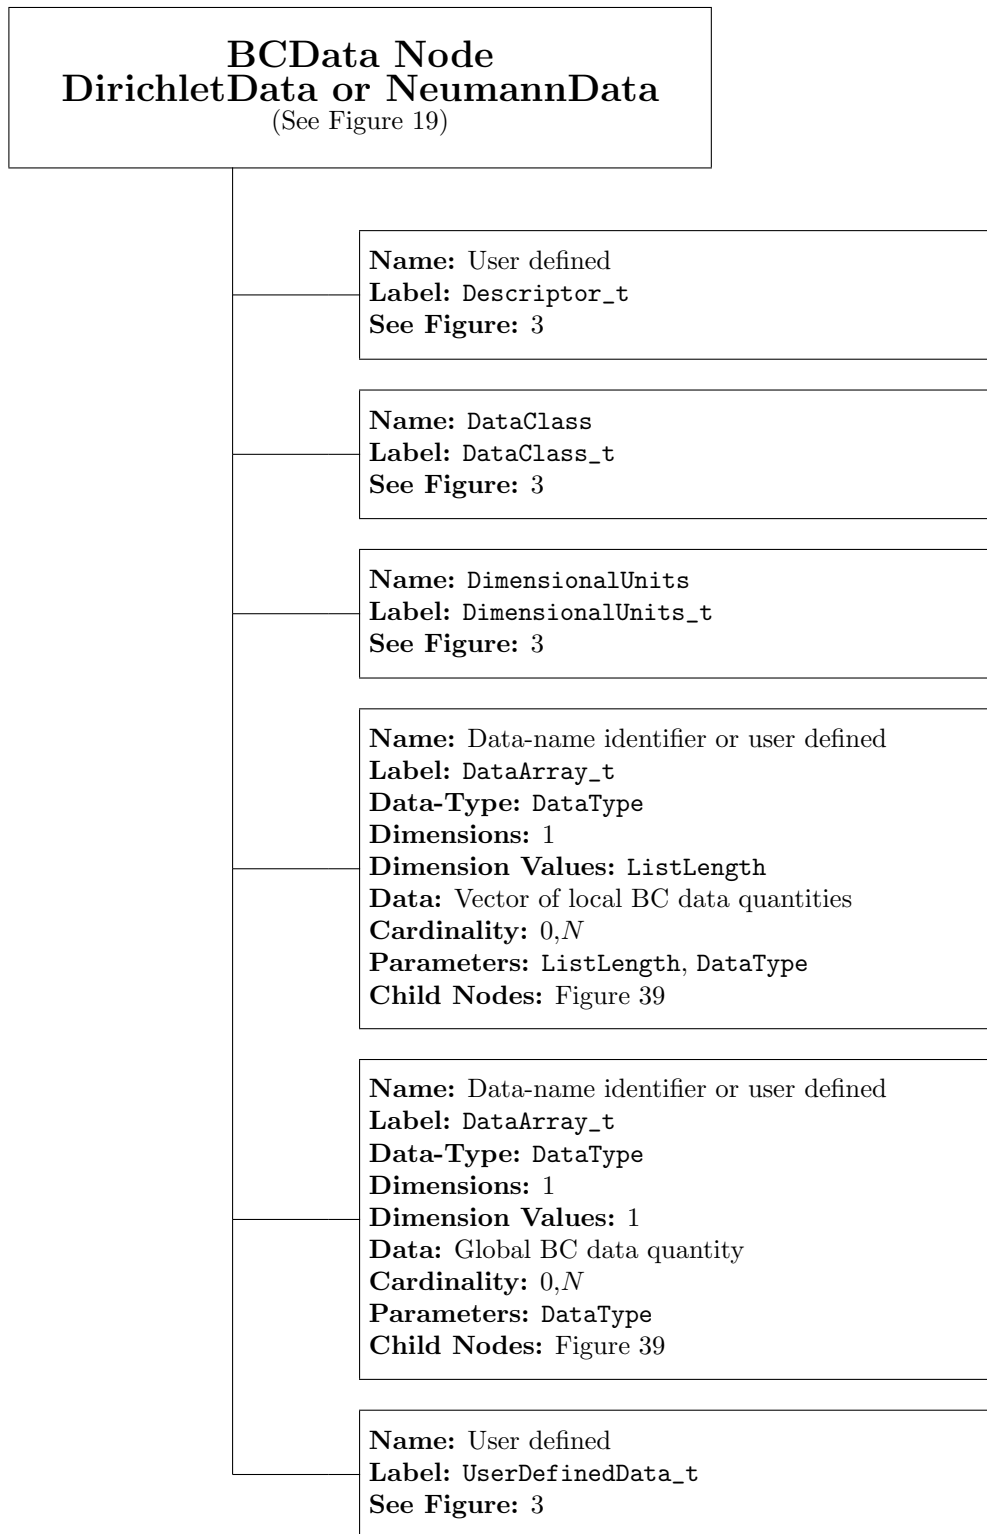 BCData Node
DirichletData or NeumannData
(See Figure 19)
Name: User defined
Label: Descriptor_t
See Figure: 3
Name: DataClass
Label: DataClass_t
See Figure: 3
Name: DimensionalUnits
Label: DimensionalUnits_t
See Figure: 3
Name: Data-name identifier or user defined
Label: DataArray_t
Data-Type: DataType
Dimensions: 1
Dimension Values: ListLength
Data: Vector of local BC data quantities
Cardinality: 0,N
Parameters: ListLength, DataType
Child Nodes: Figure 39
Name: Data-name identifier or user defined
Label: DataArray_t
Data-Type: DataType
Dimensions: 1
Dimension Values: 1
Data: Global BC data quantity
Cardinality: 0,N
Parameters: DataType
Child Nodes: Figure 39
Name: User defined
Label: UserDefinedData_t
See Figure: 3